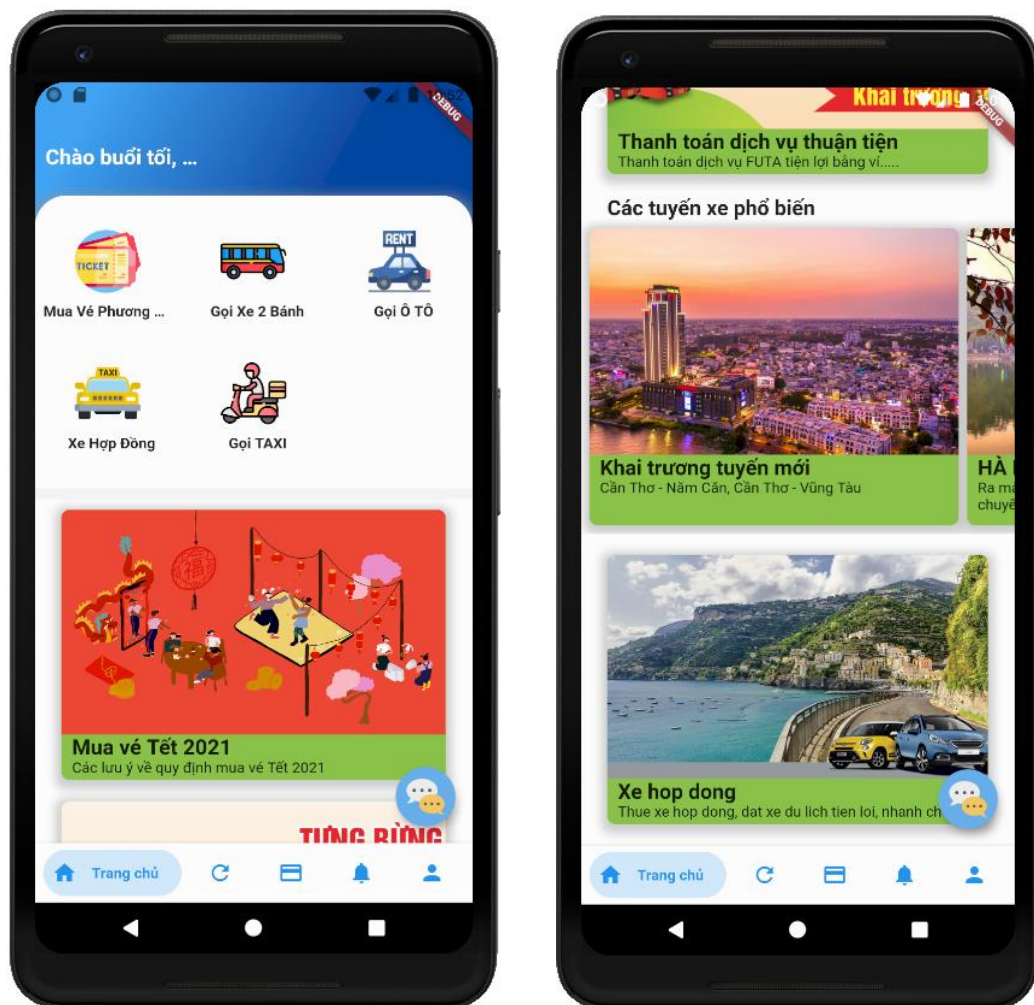 DEBUG
Chào buổi tối, ...
TICKET
RENT
Mua Vé Phương ...
Gọi Xe 2 Bánh
Gọi Ô TÔ
TAXI
Xe Hợp Đồng
Gọi TAXI
福
Mua vé Tết 2021
Các lưu ý về quy định mua vé Tết 2021
TƯNG BỪNG
Trang chủ
DEBUG
Khai trương
Thanh toán dịch vụ thuận tiện
Thanh toán dịch vụ FUTA tiện lợi bằng ví.....
Các tuyến xe phổ biến
Khai trương tuyến mới
Cần Thơ - Năm Căn, Cần Thơ - Vũng Tàu
HÀ
Ra
Xe hop dong
Thue xe hop dong, dat xe du lich tien loi, nhanh
Trang chủ